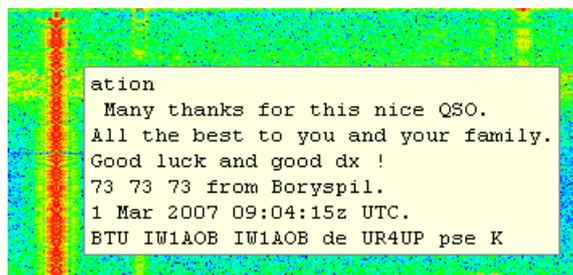 ation
Many thanks for this nice QSO.
All the best to you and your family.
Good luck and good dx !
73 73 73 from Boryspil.
1 Mar 2007 09:04:15z UTC.
BTU IW1AOB IW1AOB de UR4UP pse K